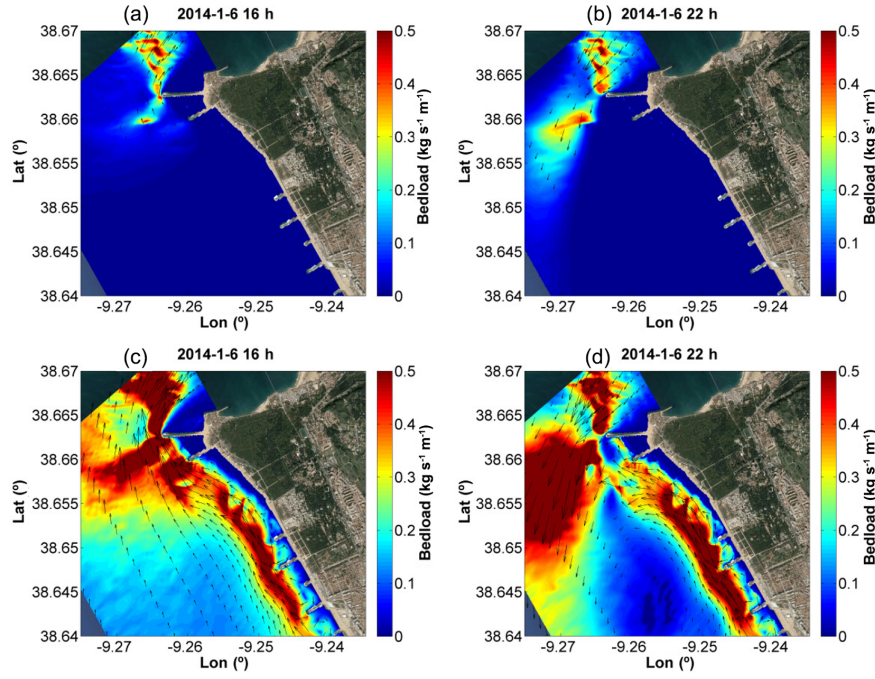 (a) 2014-1-6 16 h
38.67
38.665
38.66
38.655
38.65
38.645
38.64
Lat (º)
-9.27 -9.26 -9.25 -9.24
Lon (º)
0.5
0.4
0.3
0.2
0.1
0
Bedload (kg s⁻¹ m⁻¹)
(b) 2014-1-6 22 h
38.67
38.665
38.66
38.655
38.65
38.645
38.64
Lat (º)
-9.27 -9.26 -9.25 -9.24
Lon (º)
0.5
0.4
0.3
0.2
0.1
0
Bedload (kg s⁻¹ m⁻¹)
(c) 2014-1-6 16 h
38.67
38.665
38.66
38.655
38.65
38.645
38.64
Lat (º)
-9.27 -9.26 -9.25 -9.24
Lon (º)
0.5
0.4
0.3
0.2
0.1
0
Bedload (kg s⁻¹ m⁻¹)
(d) 2014-1-6 22 h
38.67
38.665
38.66
38.655
38.65
38.645
38.64
Lat (º)
-9.27 -9.26 -9.25 -9.24
Lon (º)
0.5
0.4
0.3
0.2
0.1
0
Bedload (kg s⁻¹ m⁻¹)